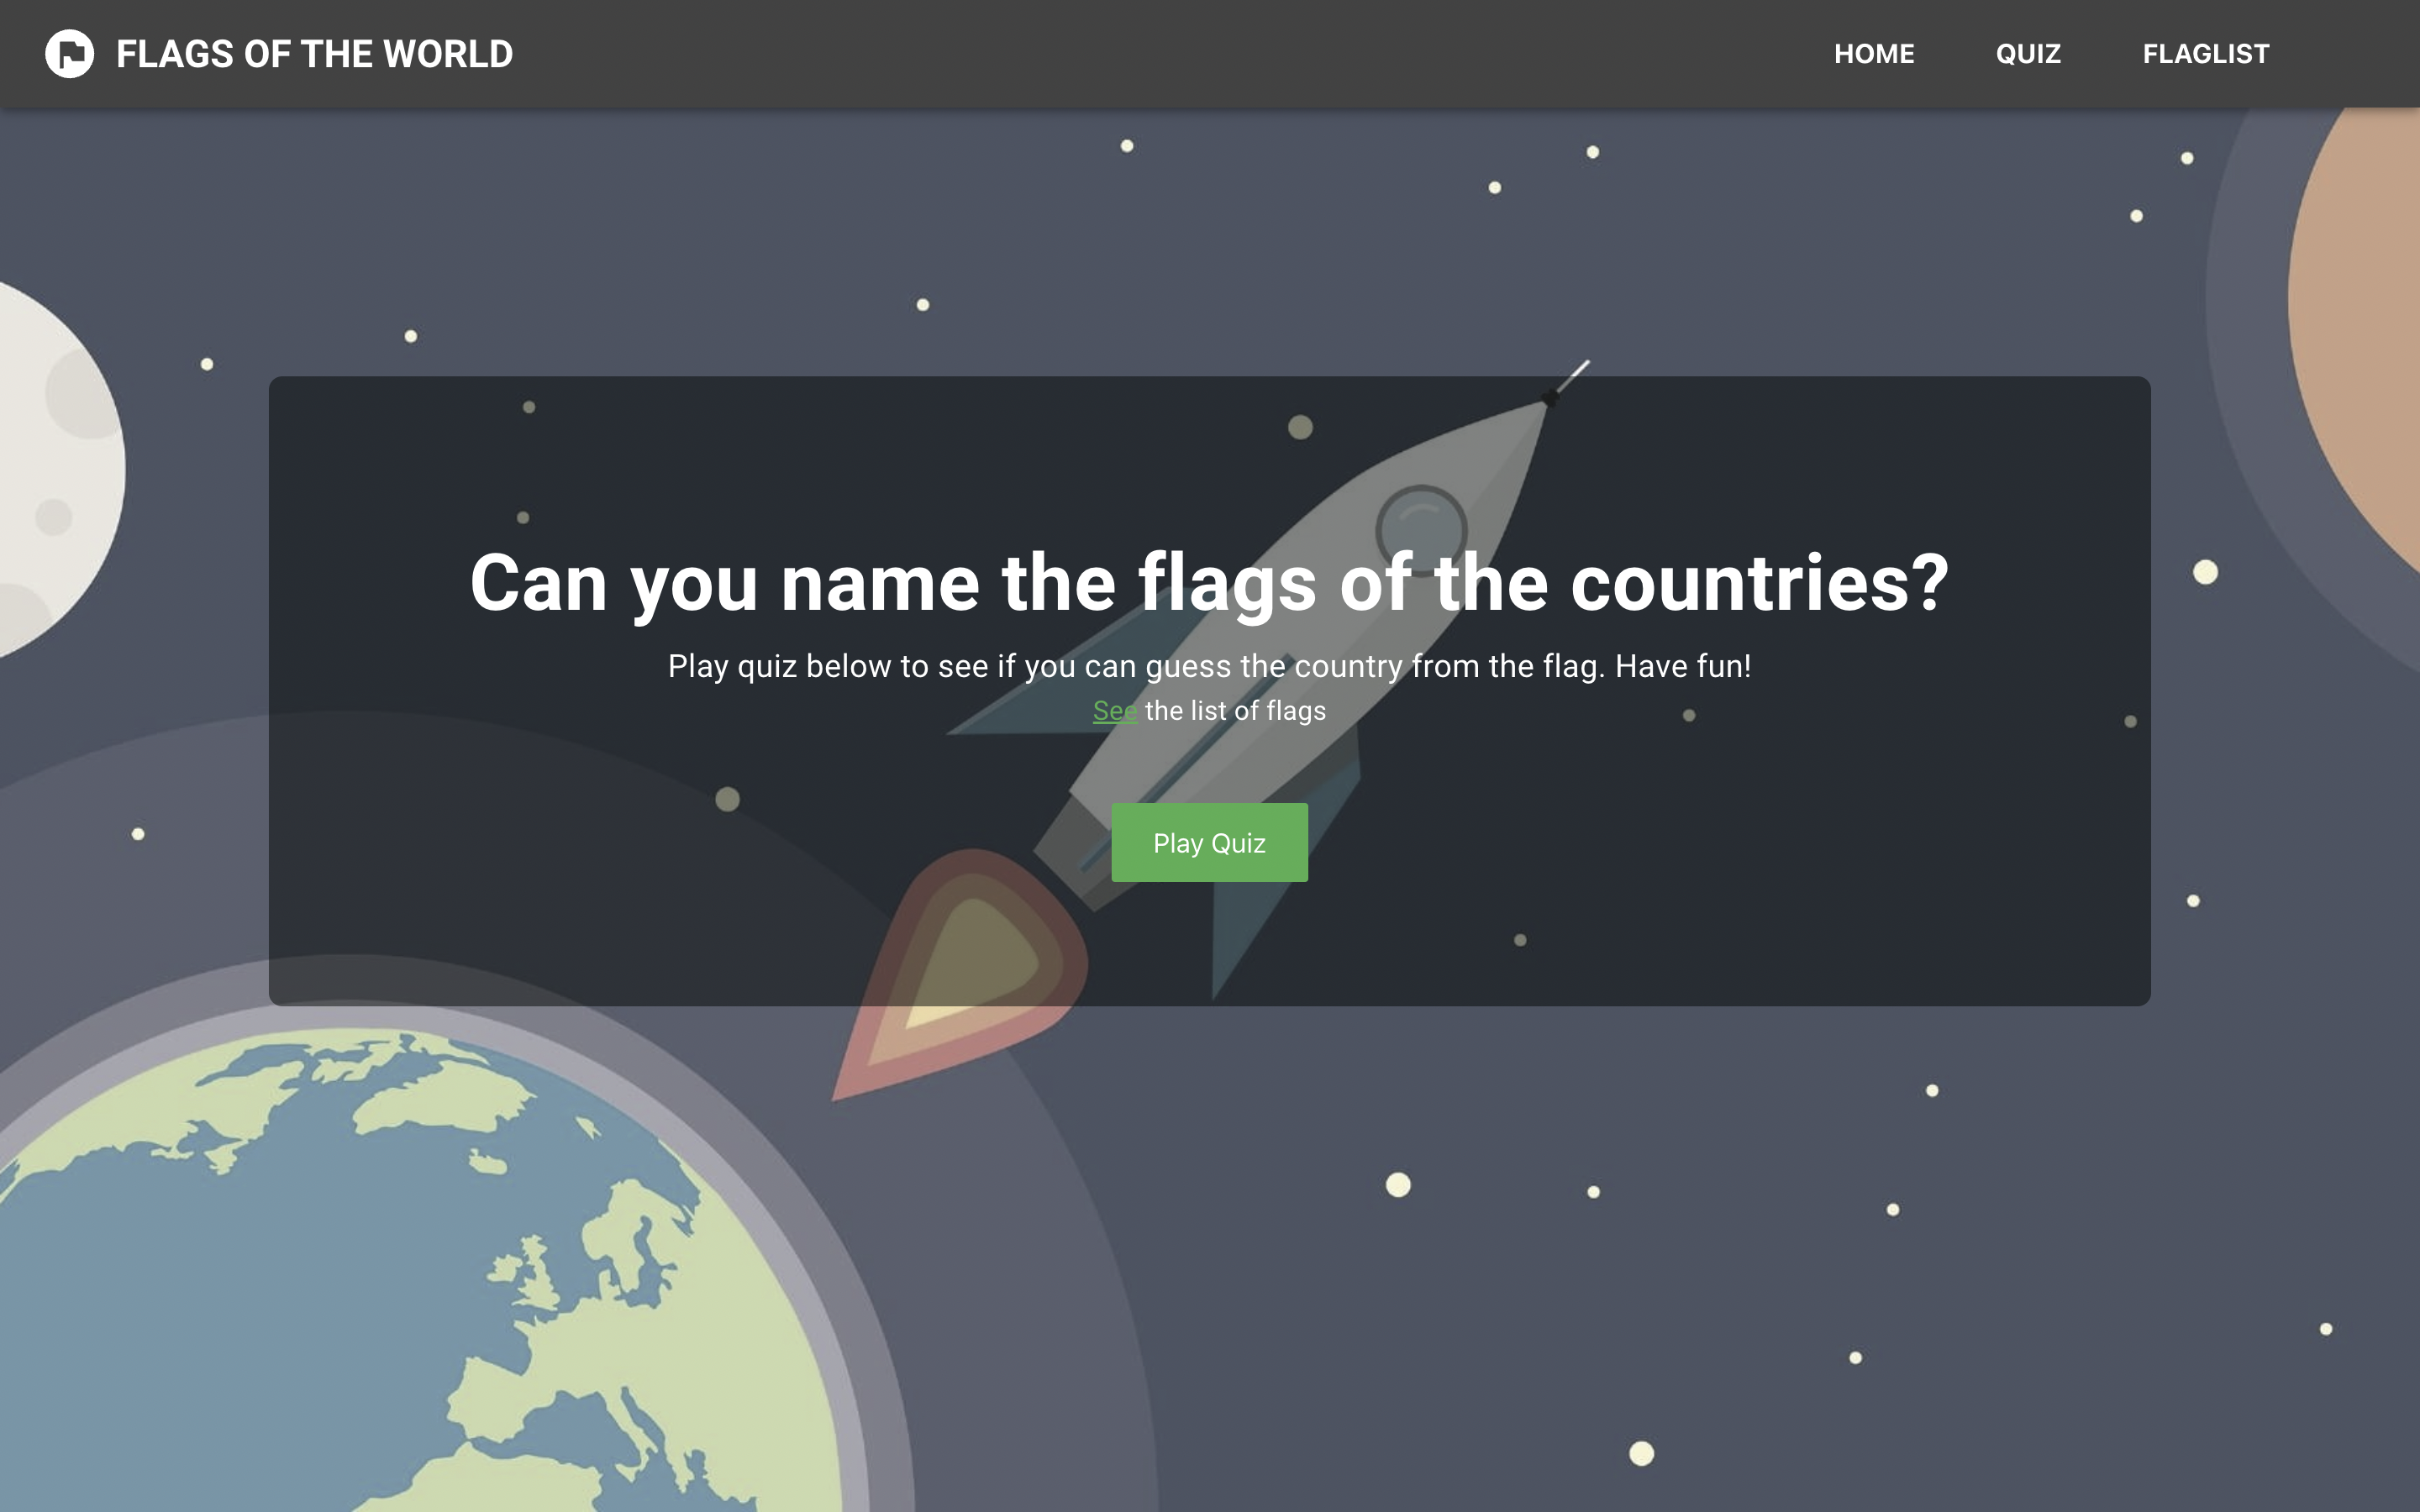 FLAGS OF THE WORLD
HOME QUIZ FLAGLIST
Can you name the flags of the countries?
Play quiz below to see if you can guess the country from the flag. Have fun!
See the list of flags
Play Quiz